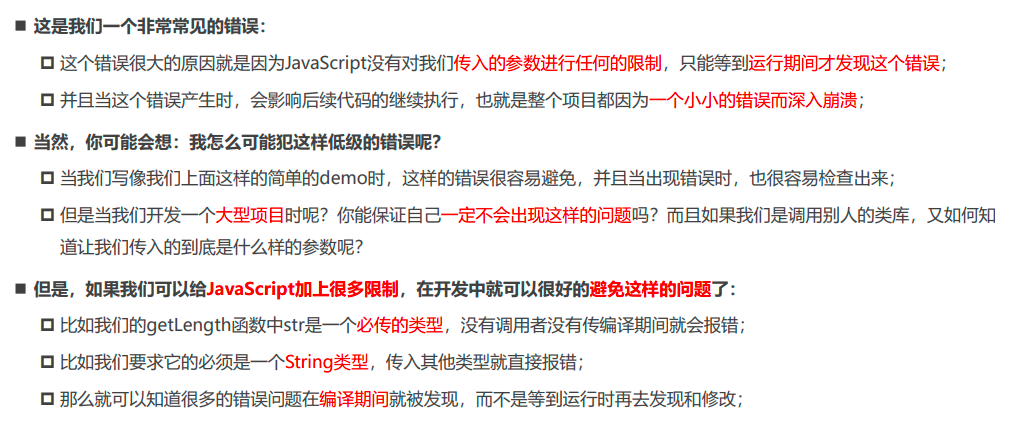 这是我们一个非常常见的错误：
这个错误很大的原因就是因为JavaScript没有对我们传入的参数进行任何的限制，只能等到运行期间才发现这个错误；
并且当这个错误产生时，会影响后续代码的继续执行，也就是整个项目都因为一个小小的错误而深入崩溃；
当然，你可能会想：我怎么可能犯这样低级的错误呢？
当我们写像我们上面这样的简单的demo时，这样的错误很容易避免，并且当出现错误时，也很容易检查出来；
但是当我们开发一个大型项目时呢？你能保证自己一定不会出现这样的问题吗？而且如果我们是调用别人的类库，又如何知
道让我们传入的到底是什么样的参数呢？
但是，如果我们可以给JavaScript加上很多限制，在开发中就可以很好的避免这样的问题了：
比如我们的getLength函数中str是一个必传的类型，没有调用者没有传编译期间就会报错；
比如我们要求它的必须是一个String类型，传入其他类型就直接报错；
那么就可以知道很多的错误问题在编译期间就被发现，而不是等到运行时再去发现和修改；